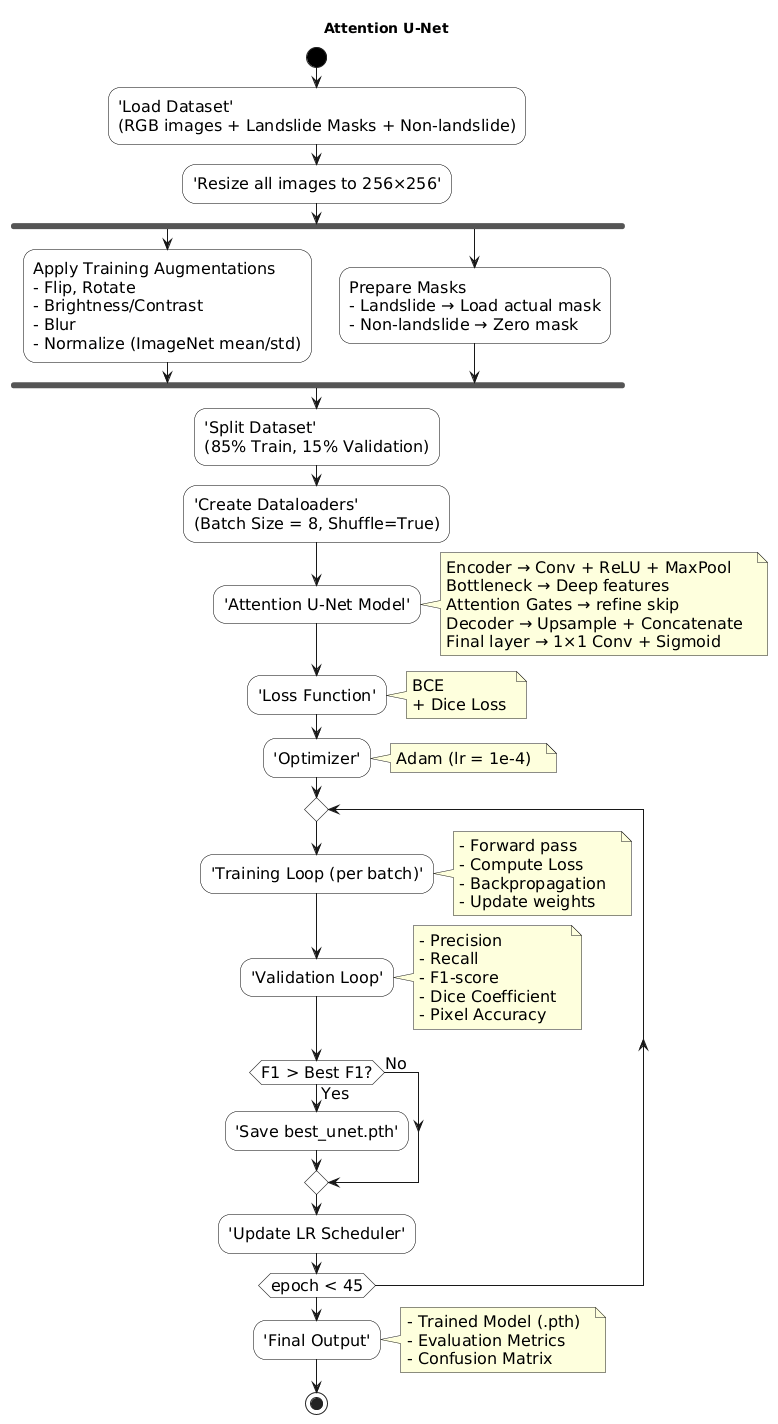 Attention U-Net
'Load Dataset'
(RGB images + Landslide Masks + Non-landslide)
'Resize all images to 256×256'
Apply Training Augmentations
- Flip, Rotate
- Brightness/Contrast
- Blur
- Normalize (ImageNet mean/std)
Prepare Masks
- Landslide → Load actual mask
- Non-landslide → Zero mask
'Split Dataset'
(85% Train, 15% Validation)
'Create Dataloaders'
(Batch Size = 8, Shuffle=True)
'Attention U-Net Model'
Encoder → Conv + ReLU + MaxPool
Bottleneck → Deep features
Attention Gates → refine skip
Decoder → Upsample + Concatenate
Final layer → 1×1 Conv + Sigmoid
'Loss Function'
BCE
+ Dice Loss
'Optimizer'
Adam (lr = 1e-4)
'Training Loop (per batch)'
- Forward pass
- Compute Loss
- Backpropagation
- Update weights
'Validation Loop'
- Precision
- Recall
- F1-score
- Dice Coefficient
- Pixel Accuracy
F1 > Best F1?
No
Yes
'Save best_unet.pth'
'Update LR Scheduler'
epoch < 45
'Final Output'
- Trained Model (.pth)
- Evaluation Metrics
- Confusion Matrix